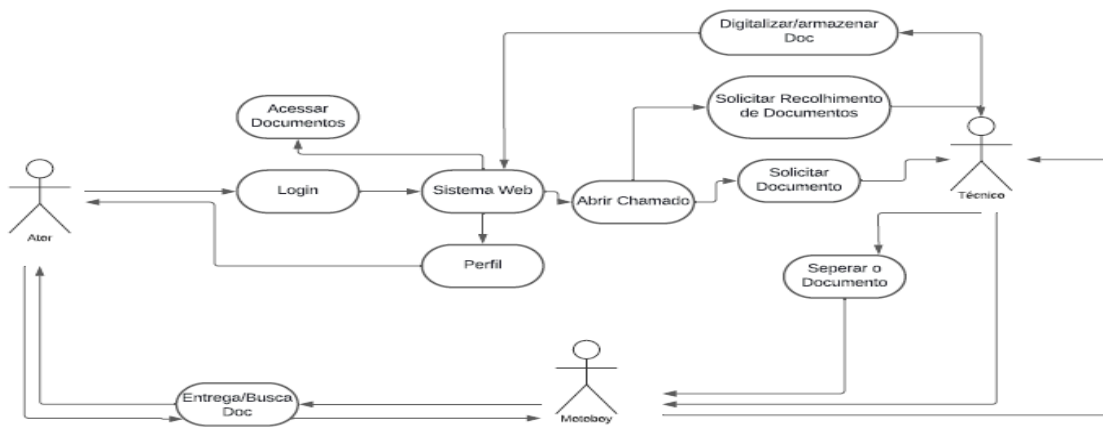 Digitalizar/armazenar
Doc
Acessar
Documentos
Solicitar Recolhimento
de Documentos
Login
Sistema Web
Abrir Chamado
Solicitar
Documento
Técnico
Ator
Perfil
Seperar o
Documento
Entrega/Busca
Doc
Motoboy